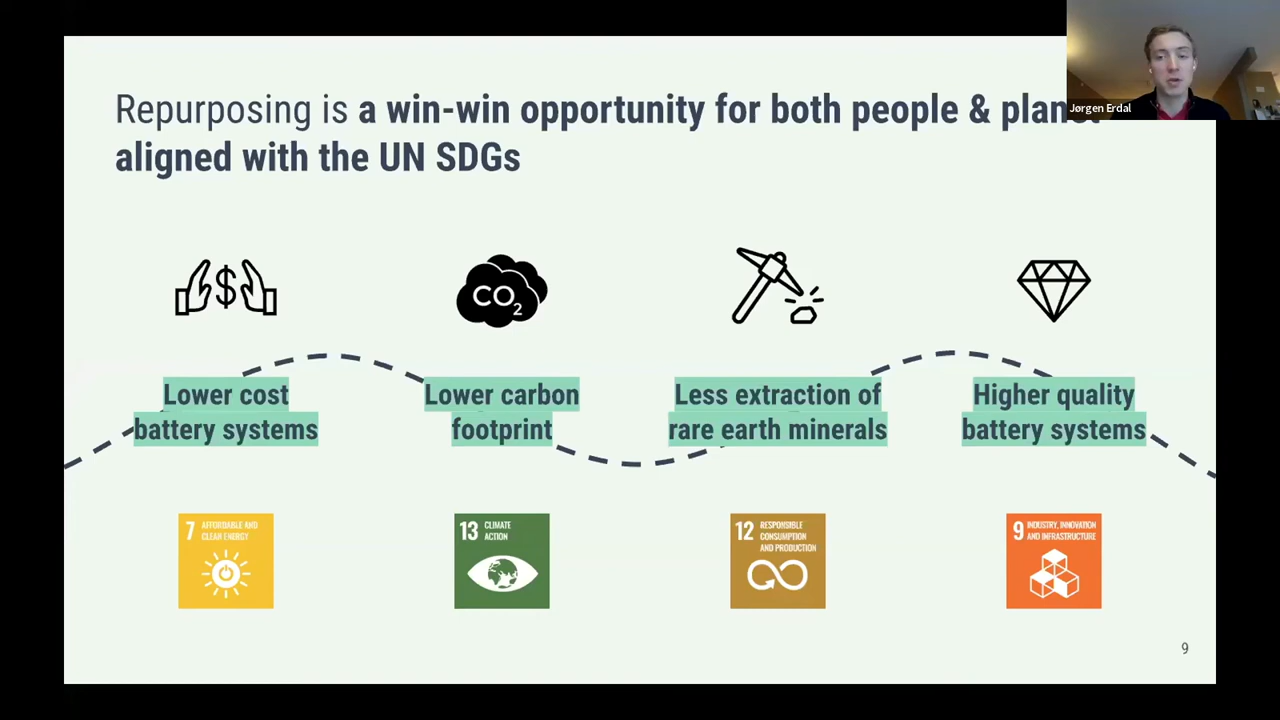 Repurposing is a win-win opportunity for both people & planet
aligned with the UN SDGs
Jørgen Erdal
CO2
Lower cost
battery systems
Lower carbon
footprint
Less extraction of
rare earth minerals
Higher quality
battery systems
7 AFFORDABLE AND
CLEAN ENERGY
13 CLIMATE
ACTION
12 RESPONSIBLE
CONSUMPTION
AND PRODUCTION
9 INDUSTRY, INNOVATION
AND INFRASTRUCTURE
9